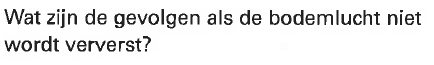 Wat zijn de gevolgen als de bodemlucht niet
wordt ververst?